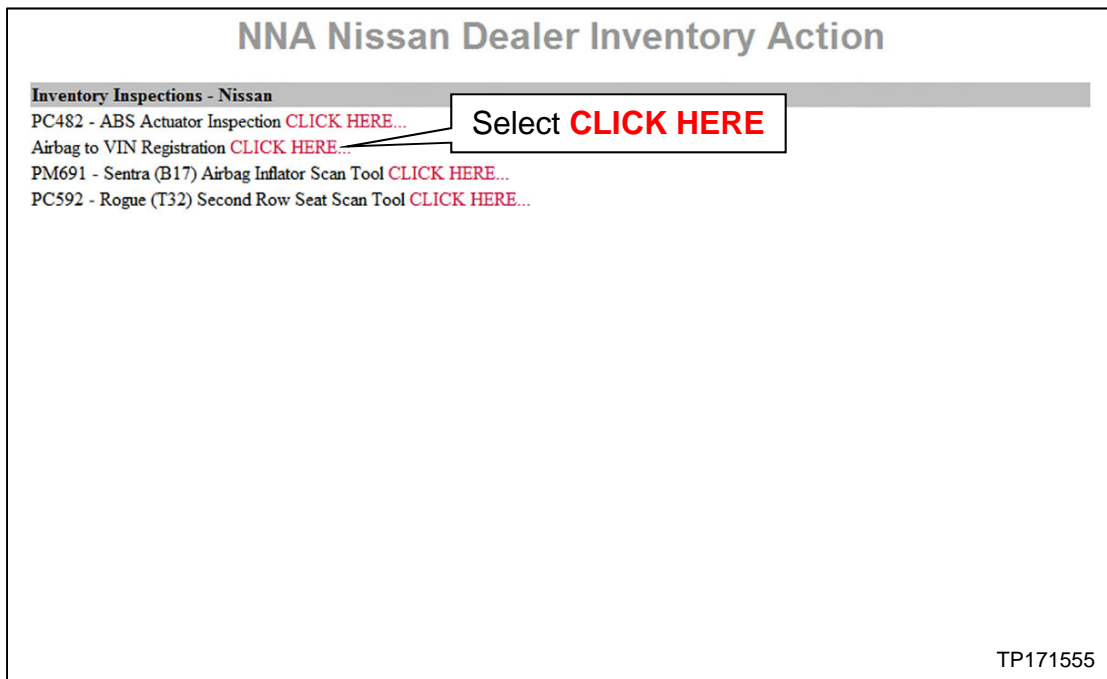 NNA Nissan Dealer Inventory Action
Inventory Inspections - Nissan
PC482 - ABS Actuator Inspection CLICK HERE...
Select CLICK HERE
Airbag to VIN Registration CLICK HERE...
PM691 - Sentra (B17) Airbag Inflator Scan Tool CLICK HERE...
PC592 - Rogue (T32) Second Row Seat Scan Tool CLICK HERE...
TP171555